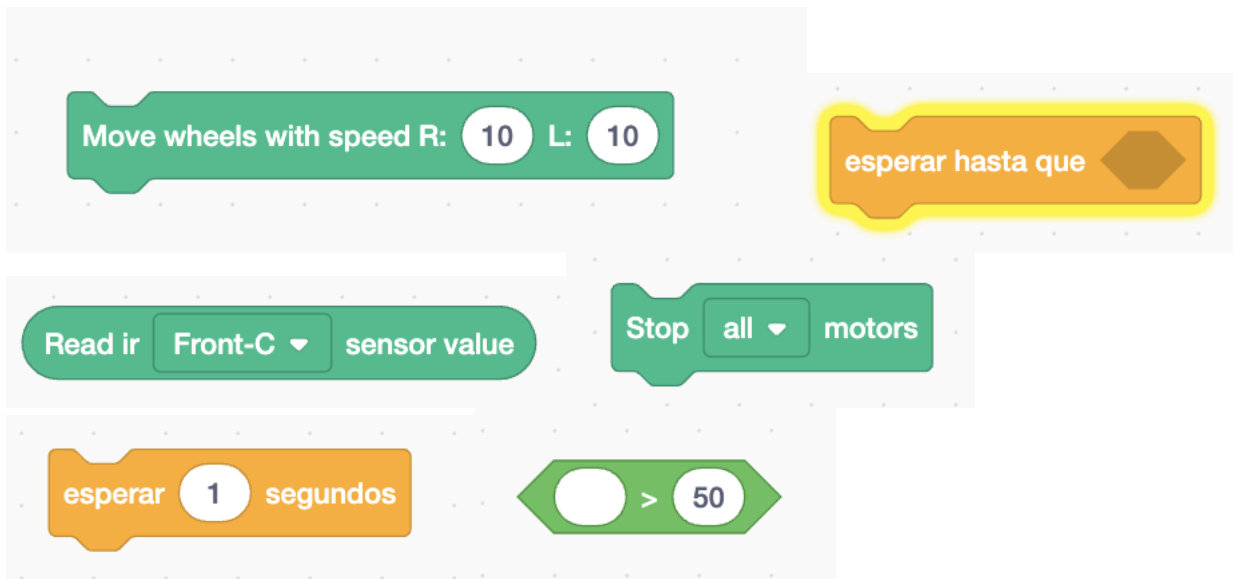 Move wheels with speed R: 10 L: 10
esperar hasta que
Read ir Front-C sensor value
Stop all motors
esperar 1 segundos
> 50